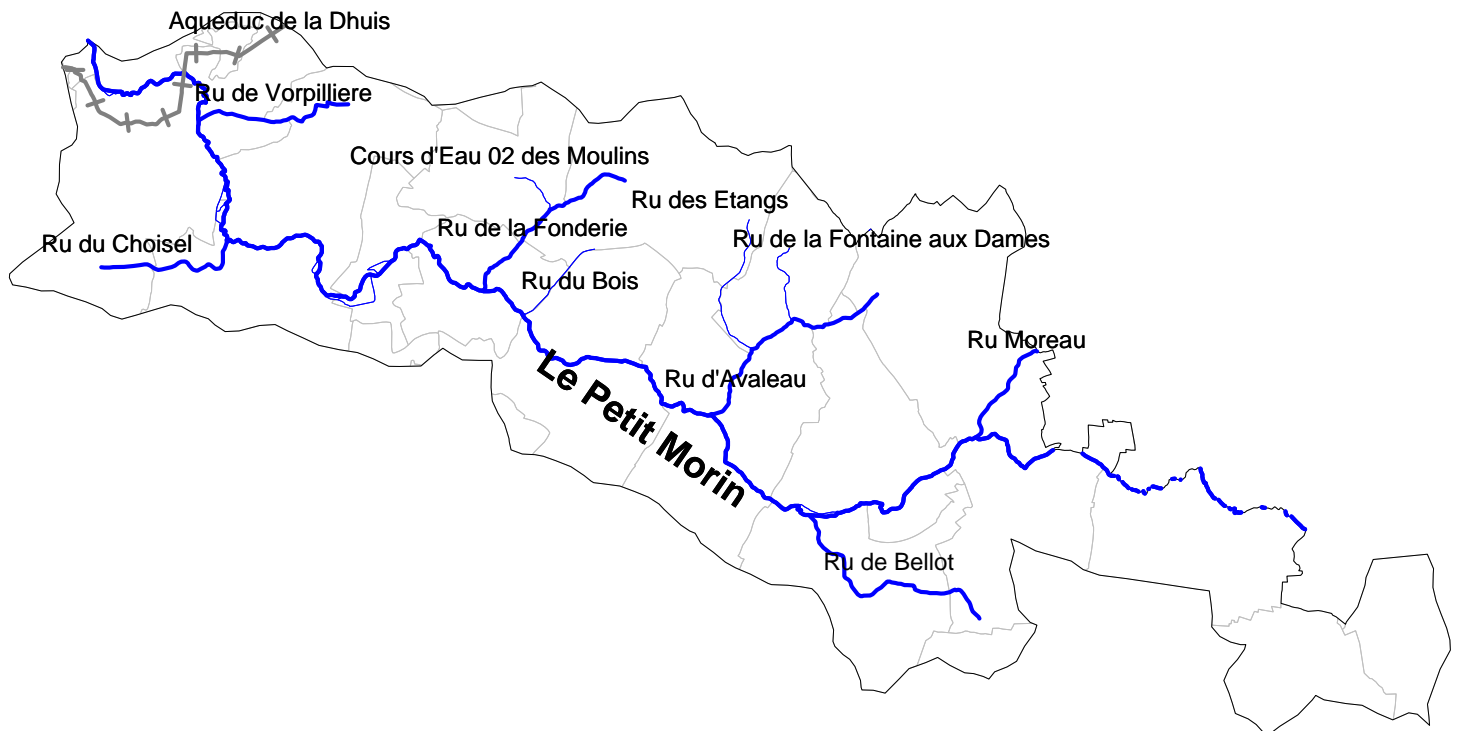 Aqueduc de la Dhuis
Ru de Vorpilliere
Cours d'Eau 02 des Moulins
Ru des Etangs
Ru de la Fonderie
Ru de la Fontaine aux Dames
Ru du Choisel
Ru du Bois
Ru Moreau
Ru d'Avaleau
Le Petit Morin
Ru de Bellot